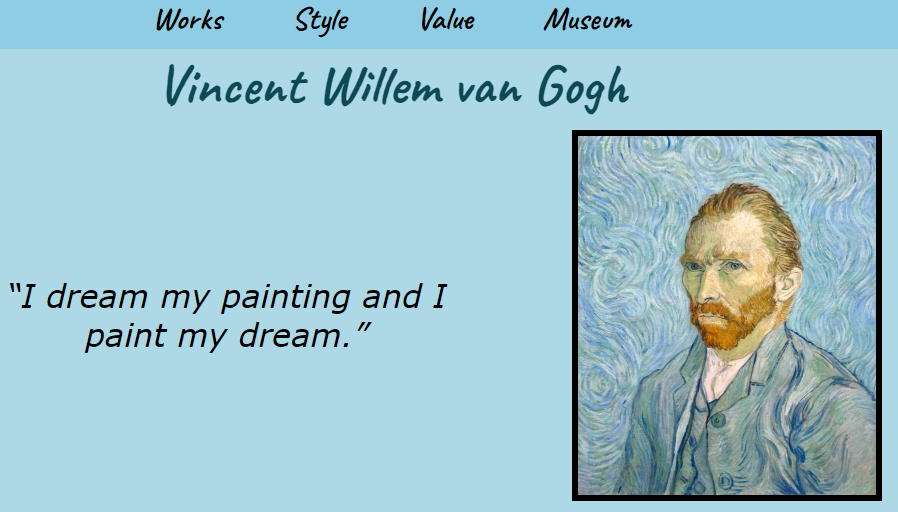 Works Style Value Museum
Vincent Willem van Gogh
“I dream my painting and I
paint my dream.”